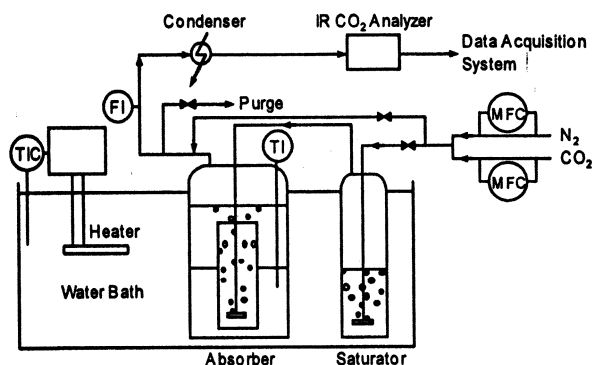 Condenser
IR CO₂ Analyzer
Data Acquisition
System
FI
Purge
MFC
N₂
CO₂
MFC
TIC
TI
Heater
Water Bath
Absorber
Saturator